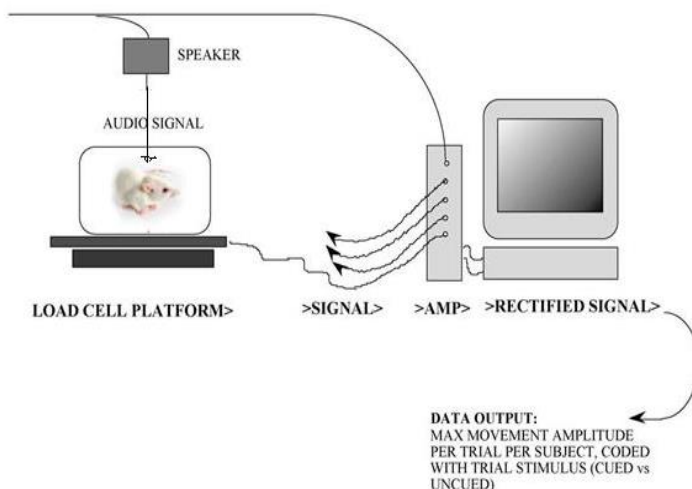 SPEAKER
AUDIO SIGNAL
LOAD CELL PLATFORM> >SIGNAL> >AMP> >RECTIFIED SIGNAL>
DATA OUTPUT:
MAX MOVEMENT AMPLITUDE
PER TRIAL PER SUBJECT, CODED
WITH TRIAL STIMULUS (CUED vs
UNCUED)